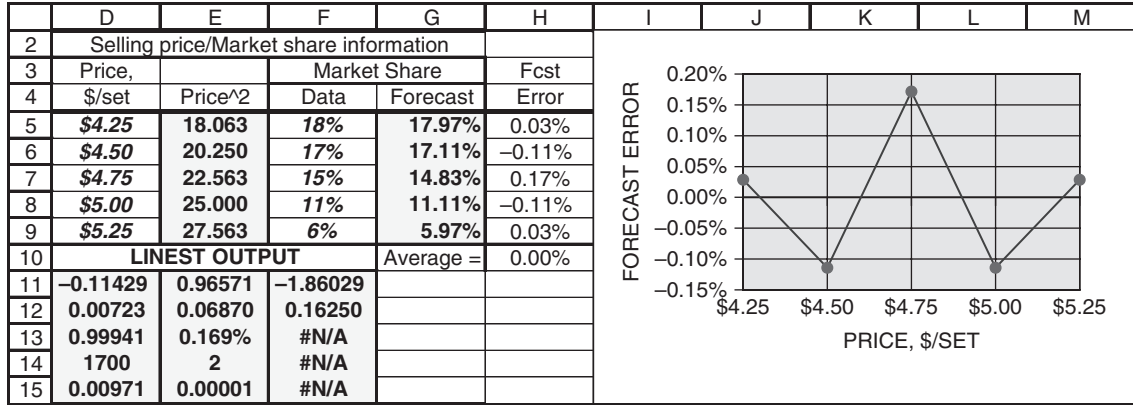 D E F G H I J K L M
2 Selling price/Market share information
3 Price, Market Share Fcst
4 $/set Price^2 Data Forecast Error
5 $4.25 18.063 18% 17.97% 0.03%
6 $4.50 20.250 17% 17.11% –0.11%
7 $4.75 22.563 15% 14.83% 0.17%
8 $5.00 25.000 11% 11.11% –0.11%
9 $5.25 27.563 6% 5.97% 0.03%
10 LINEST OUTPUT Average = 0.00%
11 –0.11429 0.96571 –1.86029
12 0.00723 0.06870 0.16250
13 0.99941 0.169% #N/A
14 1700 2 #N/A
15 0.00971 0.00001 #N/A
FORECAST ERROR
0.20%
0.15%
0.10%
0.05%
0.00%
–0.05%
–0.10%
–0.15%
$4.25 $4.50 $4.75 $5.00 $5.25
PRICE, $/SET